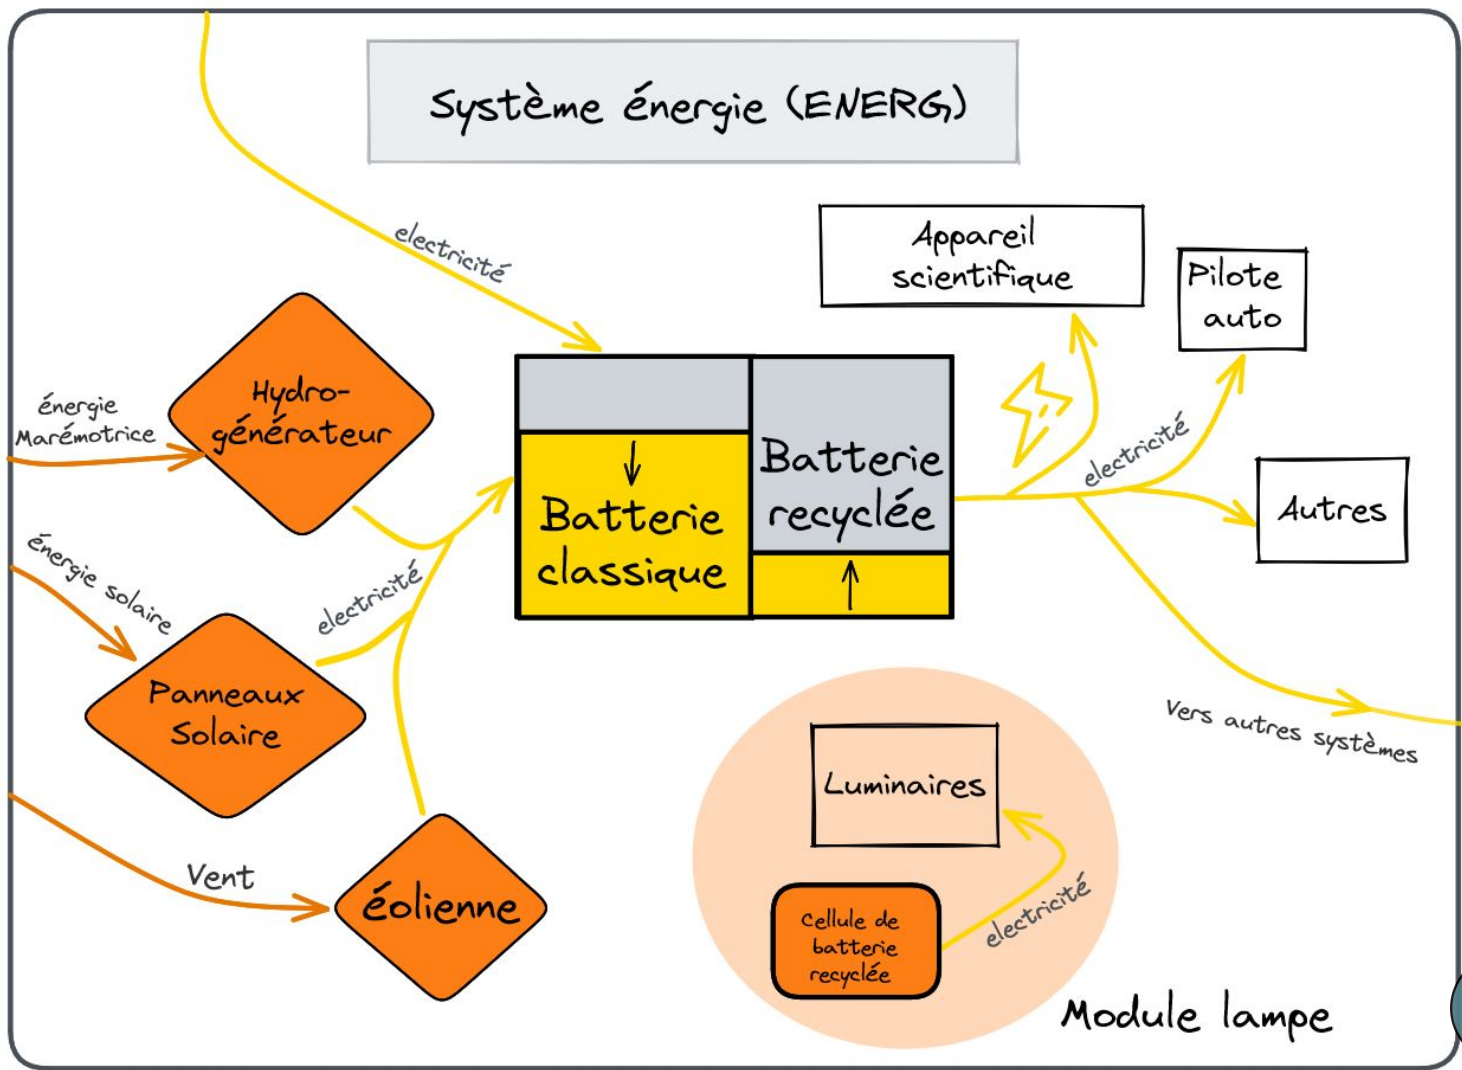 Système énergie (ENERG)
electricité
Appareil
scientifique
Pilote
auto
énergie
Marémotrice
Hydro-
générateur
electricité
Autres
Batterie
classique
Batterie
recyclée
énergie solaire
electricité
Panneaux
Solaire
Vers autres systèmes
Vent
éolienne
Luminaires
Cellule de
batterie
recyclée
electricité
Module lampe